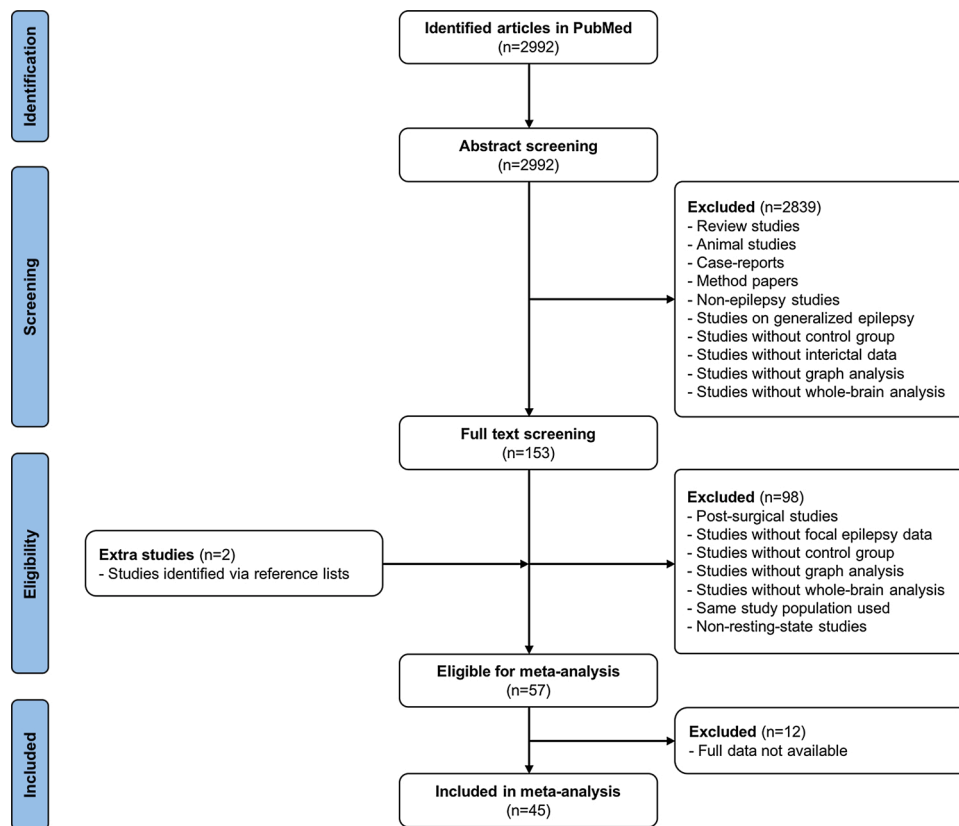 Identification
Identified articles in PubMed
(n=2992)
Abstract screening
(n=2992)
Screening
Excluded (n=2839)
- Review studies
- Animal studies
- Case-reports
- Method papers
- Non-epilepsy studies
- Studies on generalized epilepsy
- Studies without control group
- Studies without interictal data
- Studies without graph analysis
- Studies without whole-brain analysis
Full text screening
(n=153)
Eligibility
Extra studies (n=2)
- Studies identified via reference lists
Excluded (n=98)
- Post-surgical studies
- Studies without focal epilepsy data
- Studies without control group
- Studies without graph analysis
- Studies without whole-brain analysis
- Same study population used
- Non-resting-state studies
Eligible for meta-analysis
(n=57)
Included
Excluded (n=12)
- Full data not available
Included in meta-analysis
(n=45)